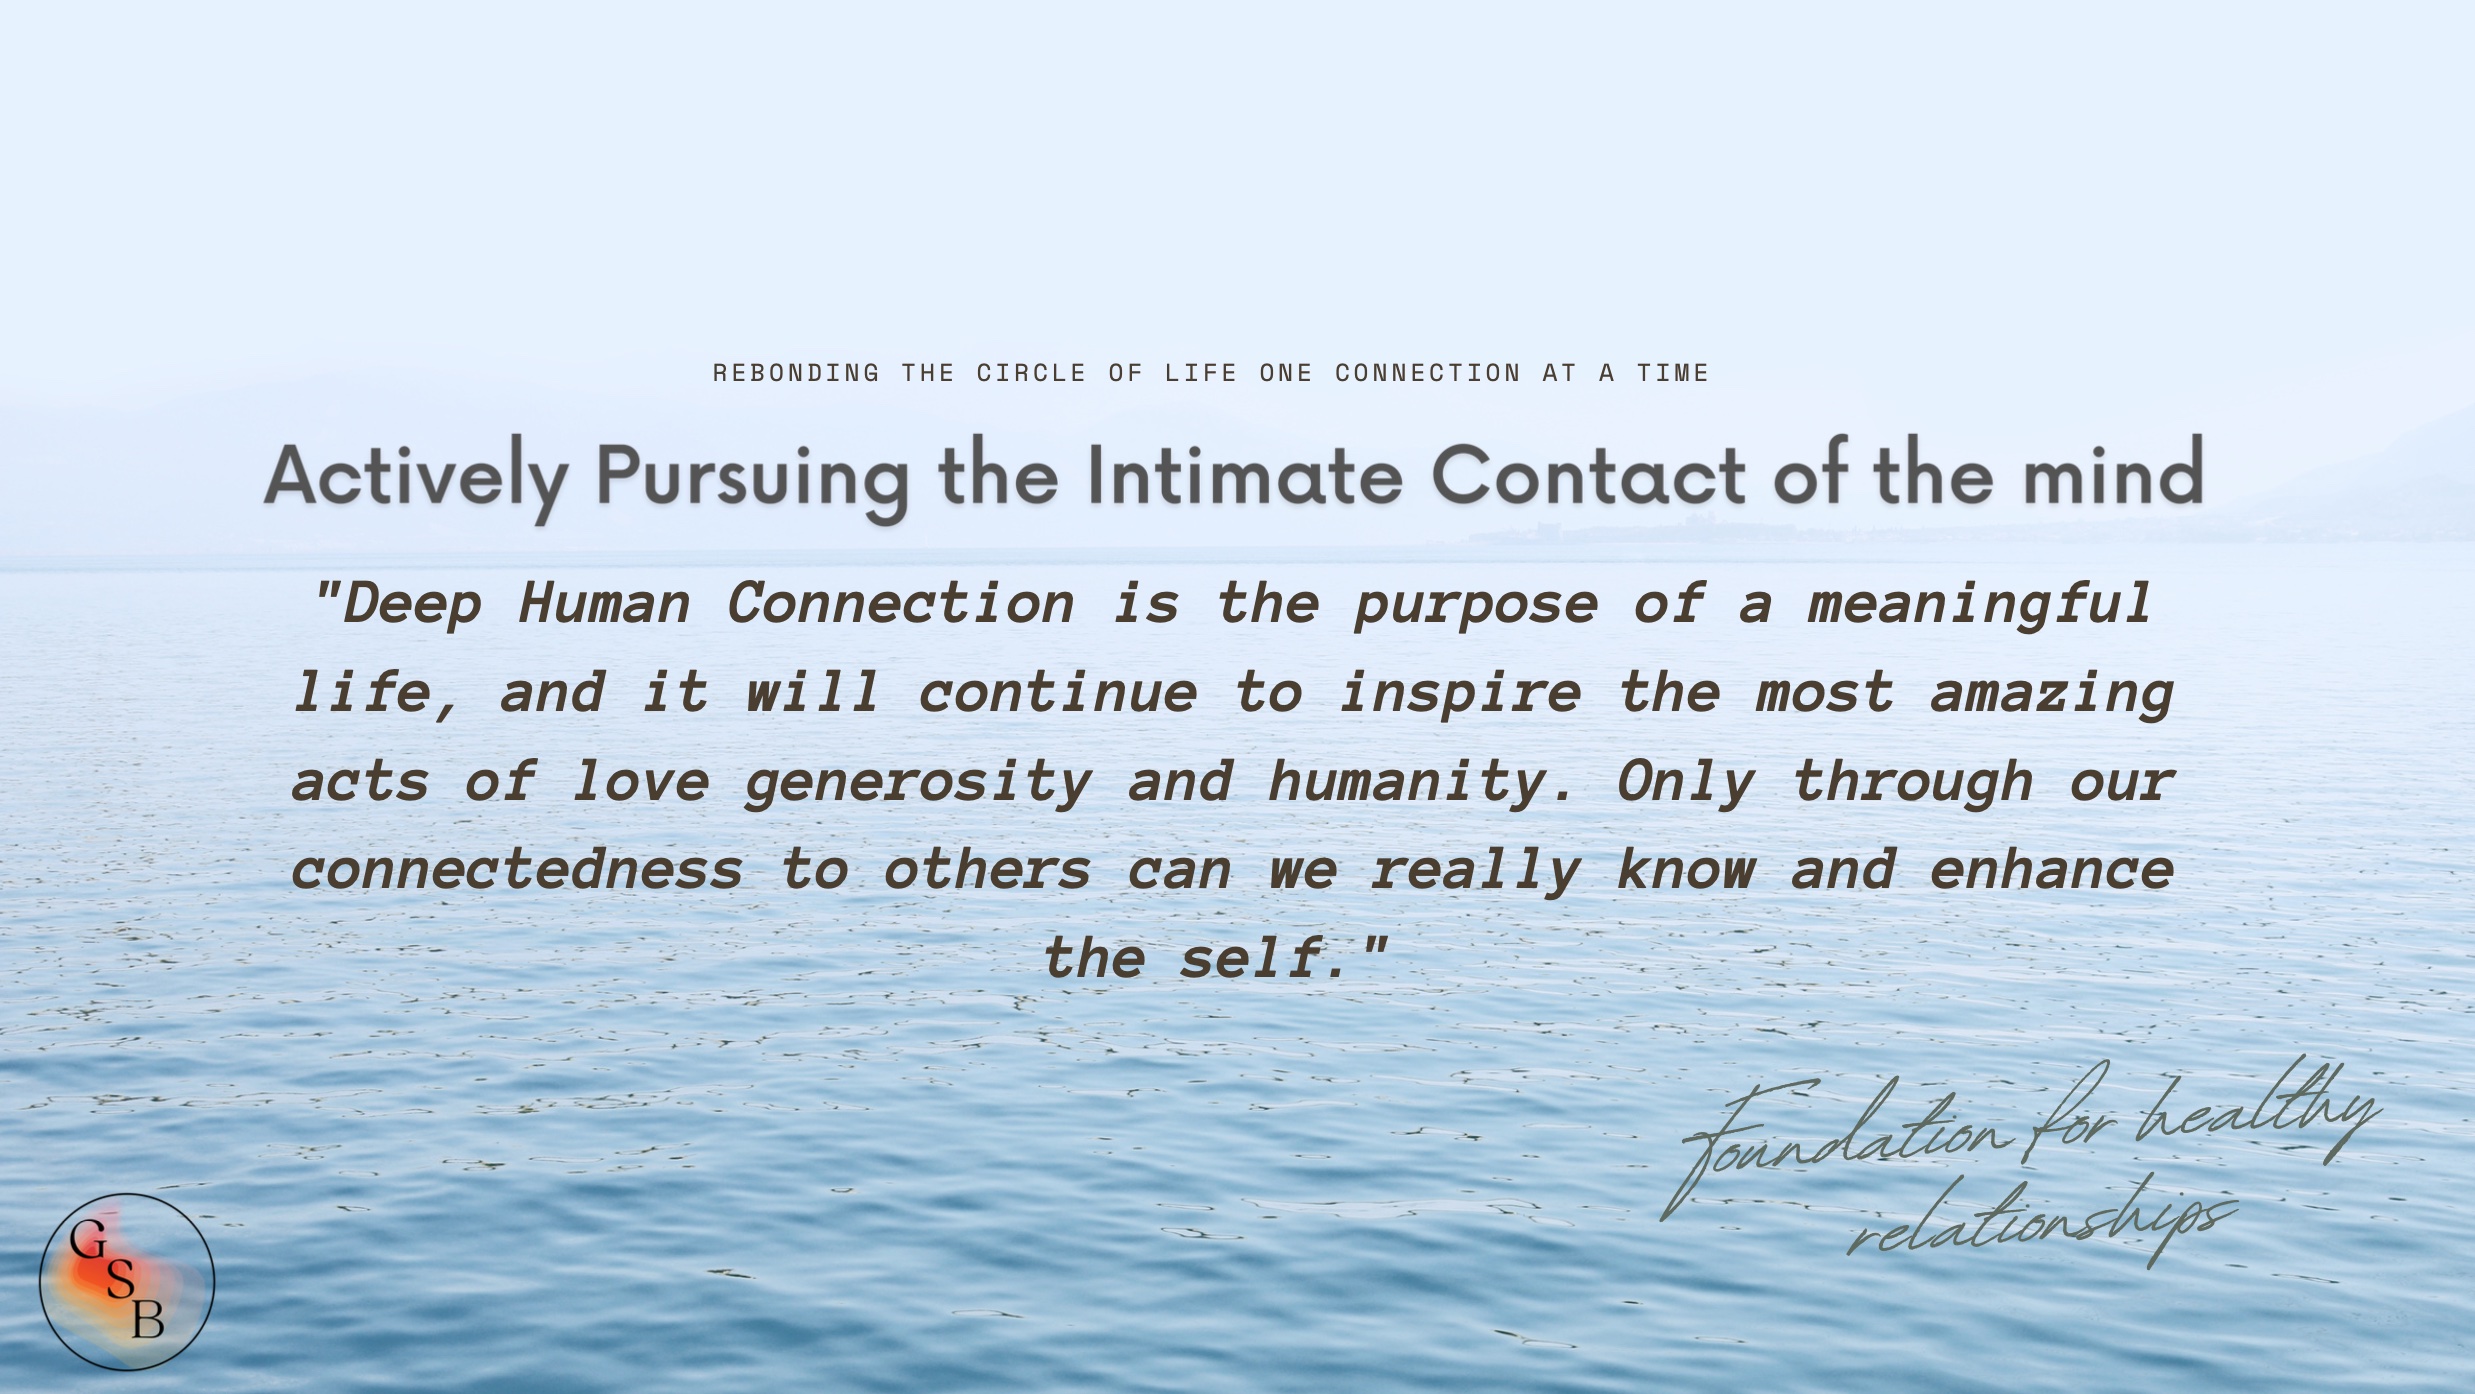 REBONDING THE CIRCLE OF LIFE ONE CONNECTION AT A TIME
Actively Pursuing the Intimate Contact of the mind
"Deep Human Connection is the purpose of a meaningful
life, and it will continue to inspire the most amazing
acts of love generosity and humanity. Only through our
connectedness to others can we really know and enhance
the self."
Foundation for healthy
relationships
G
S
B